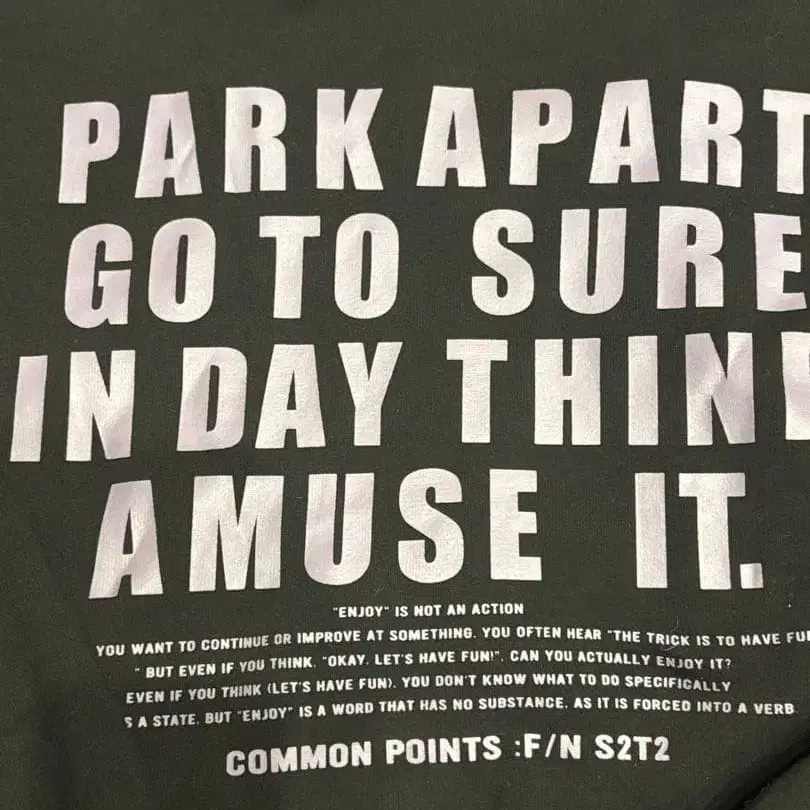 PARK APART
GO TO SURE
IN DAY THIN
AMUSE IT.
"ENJOY" IS NOT AN ACTION
YOU WANT TO CONTINUE OR IMPROVE AT SOMETHING. YOU OFTEN HEAR "THE TRICK IS TO HAVE FU
" BUT EVEN IF YOU THINK, "OKAY, LET'S HAVE FUN!", CAN YOU ACTUALLY ENJOY IT?
EVEN IF YOU THINK (LET'S HAVE FUN), YOU DON'T KNOW WHAT TO DO SPECIFICALLY
S A STATE, BUT "ENJOY" IS A WORD THAT HAS NO SUBSTANCE, AS IT IS FORCED INTO A VERB
COMMON POINTS :F/N S2T2